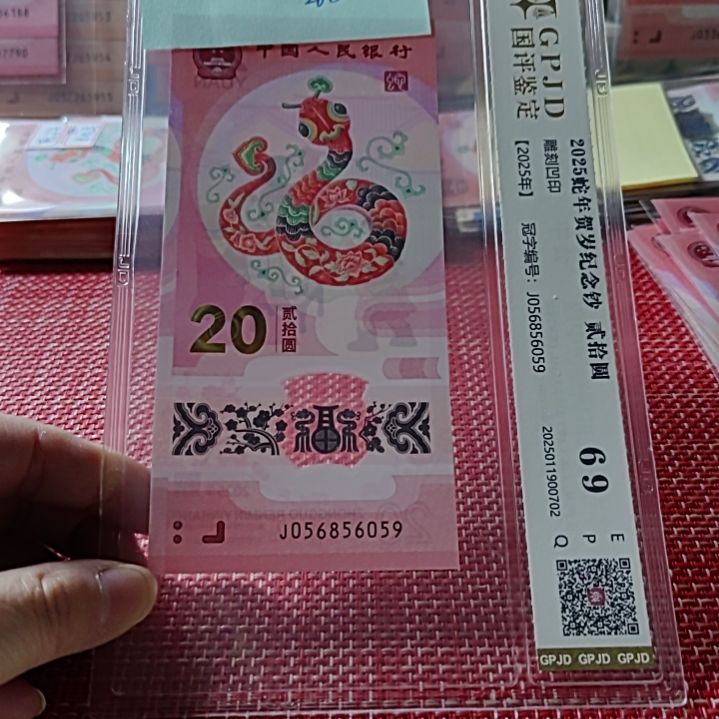 中国人民银行
YUAN
20
贰拾圆
J056856059
GPJD
国评鉴定
2025蛇年贺岁纪念钞 贰拾圆
雕刻凹印
【2025年】 冠字编号：J056856059
69
2025011900702
E
P
Q
GPJD GPJD GPJD